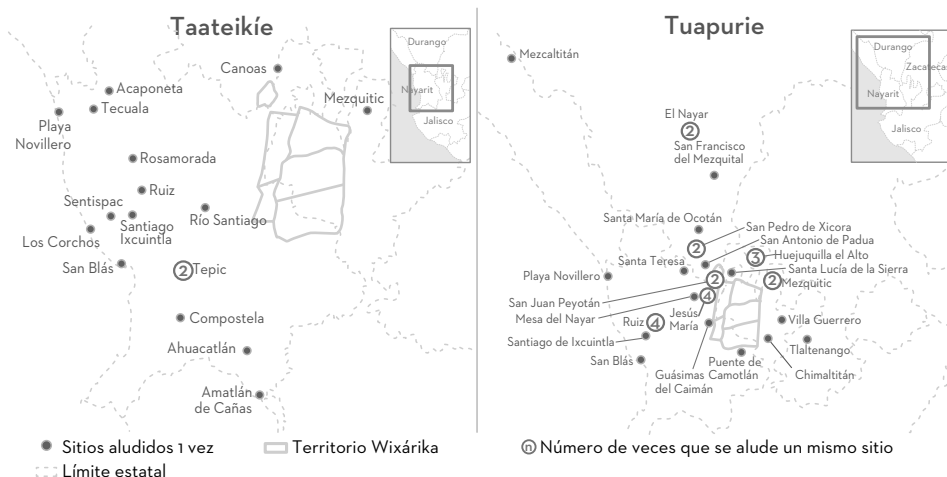 Taateikíe
Durango
Nayarit
Jalisco
Canoas
Acaponeta
Tecuala
Mezquitic
Playa
Novillero
Rosamorada
Ruiz
Sentispac
Santiago
Ixcuintla
Río Santiago
Los Corchos
San Blás
2 Tepic
Compostela
Ahuacatlán
Amatlán
de Cañas
Tuapurie
Durango
Zacatecas
Nayarit
Jalisco
Mezcaltitán
El Nayar
2
San Francisco
del Mezquital
Santa María de Ocotán
San Pedro de Xicora
2
San Antonio de Padua
Huejuquilla el Alto
3
Santa Teresa
Santa Lucía de la Sierra
Playa Novillero
2
2
Mezquitic
San Juan Peyotán
4
Mesa del Nayar
Jesús
María
Ruiz 4
Villa Guerrero
Santiago de Ixcuintla
Tlaltenango
San Blás
Puente de
Camotlán
Guásimas
del Caimán
Chimaltitán
Sitios aludidos 1 vez
Territorio Wixárika
n Número de veces que se alude un mismo sitio
Límite estatal